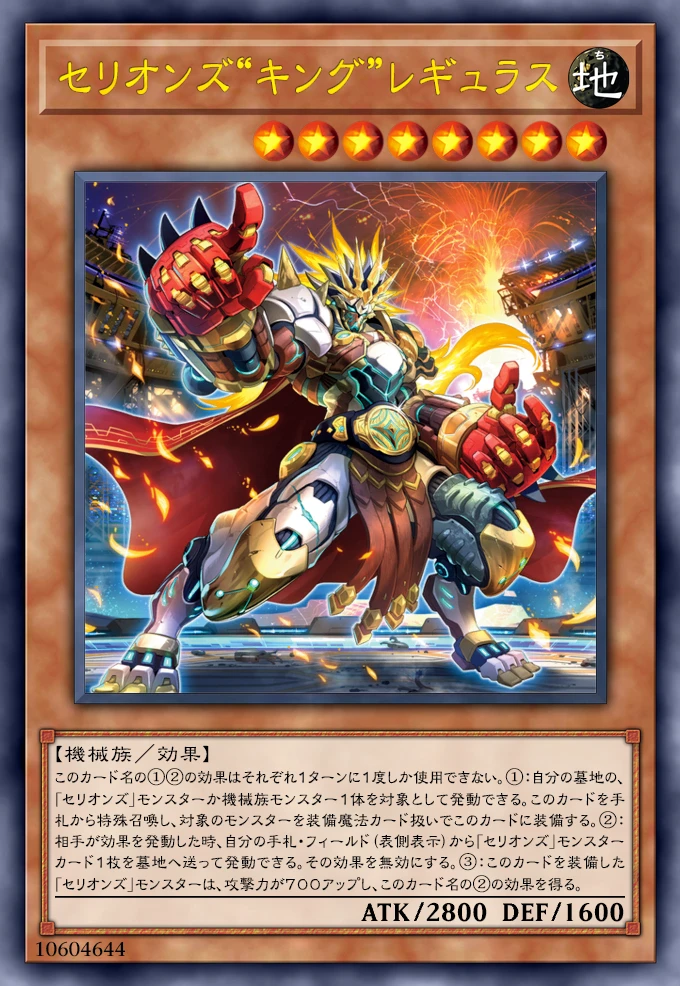 セリオンズ“キング”レギュラス
ち
地
【機械族／効果】
このカード名の①②の効果はそれぞれ1ターンに1度しか使用できない。①:自分の墓地の、
「セリオンズ」モンスターか機械族モンスター1体を対象として発動できる。このカードを手
札から特殊召喚し、対象のモンスターを装備魔法カード扱いでこのカードに装備する。②:
相手が効果を発動した時、自分の手札・フィールド(表側表示)から「セリオンズ」モンスター
カード1枚を墓地へ送って発動できる。その効果を無効にする。③:このカードを装備した
「セリオンズ」モンスターは、攻撃力が700アップし、このカード名の②の効果を得る。
ATK/2800 DEF/1600
10604644